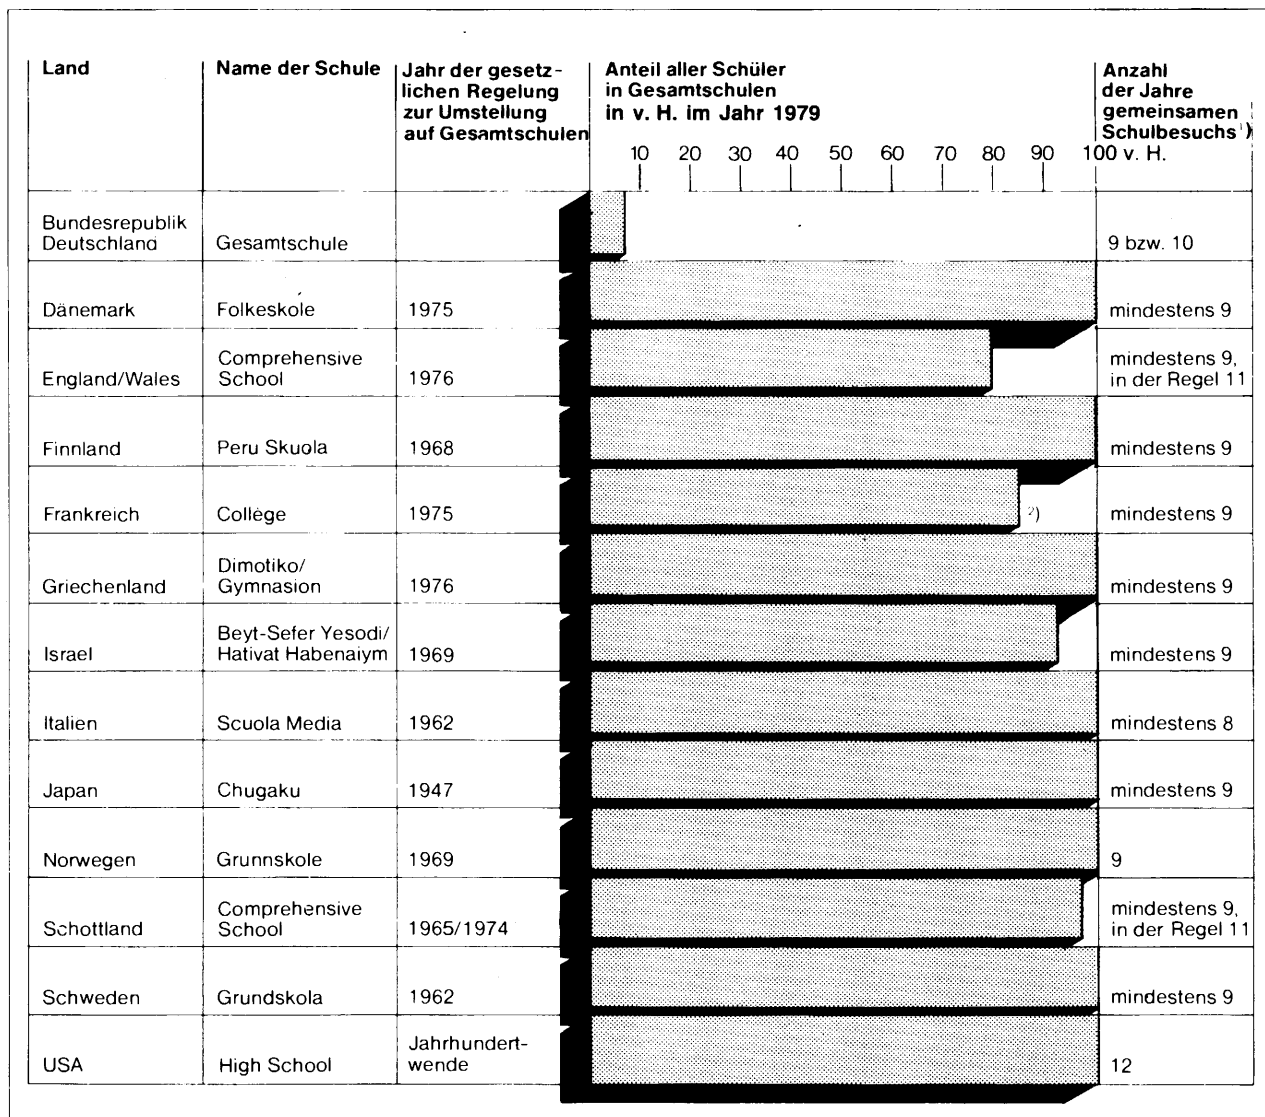 Land
Name der Schule
Jahr der gesetz-
lichen Regelung
zur Umstellung
auf Gesamtschulen
Anteil aller Schüler
in Gesamtschulen
in v. H. im Jahr 1979
Anzahl
der Jahre
gemeinsamen
Schulbesuchs¹)
10 20 30 40 50 60 70 80 90 100 v. H.
Bundesrepublik
Deutschland Gesamtschule 9 bzw. 10
Dänemark Folkeskole 1975 mindestens 9
Comprehensive mindestens 9,
England/Wales School 1976 in der Regel 11
Finnland Peru Skuola 1968 mindestens 9
Frankreich Collège 1975 ²) mindestens 9
Dimotiko/
Griechenland Gymnasion 1976 mindestens 9
Beyt-Sefer Yesodi/
Israel Hativat Habenaiym 1969 mindestens 9
Italien Scuola Media 1962 mindestens 8
Japan Chugaku 1947 mindestens 9
Norwegen Grunnskole 1969 9
Comprehensive mindestens 9,
Schottland School 1965/1974 in der Regel 11
Schweden Grundskola 1962 mindestens 9
Jahrhundert-
USA High School wende 12